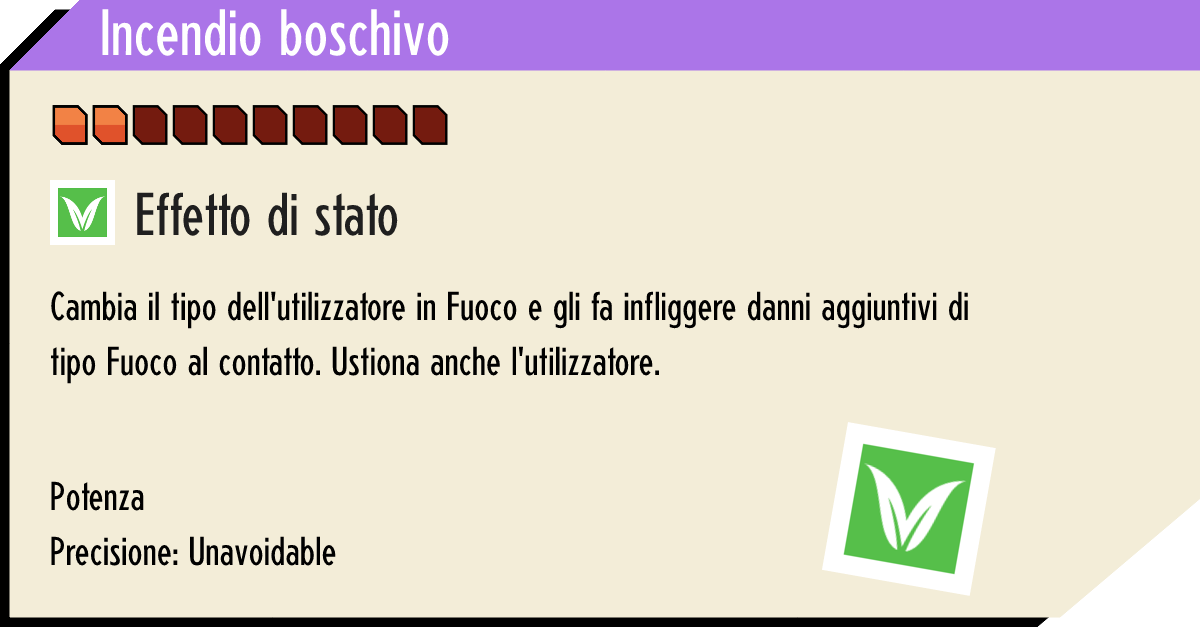 Incendio boschivo
Effetto di stato
Cambia il tipo dell'utilizzatore in Fuoco e gli fa infliggere danni aggiuntivi di
tipo Fuoco al contatto. Ustiona anche l'utilizzatore.
Potenza
Precisione: Unavoidable